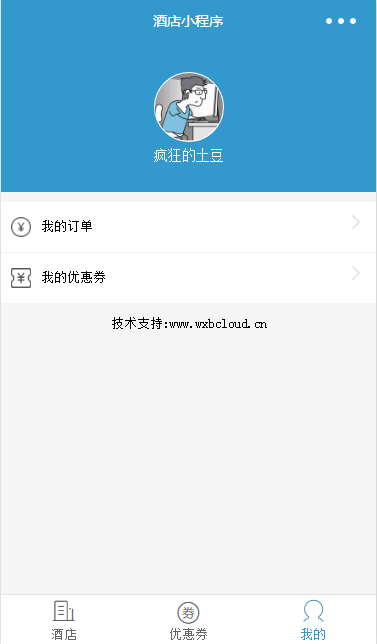 酒店小程序
疯狂的土豆
我的订单
我的优惠券
技术支持:www.wxbcloud.cn
券
酒店
优惠券
我的